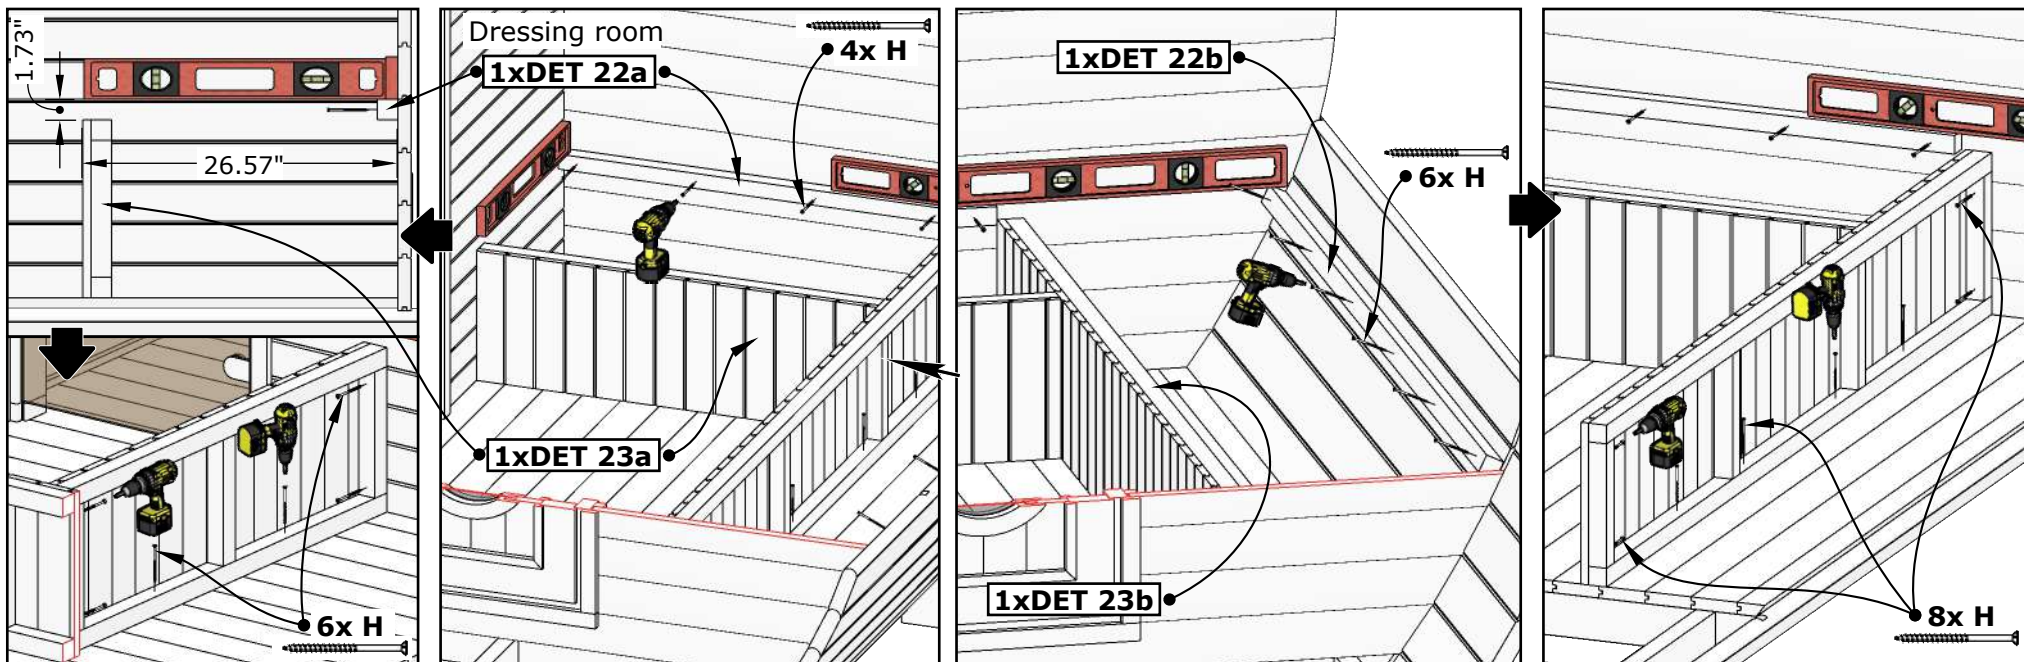 1.73"
26.57"
6x H
Dressing room
1xDET 22a
4x H
1xDET 23a
1xDET 22b
6x H
1xDET 23b
8x H